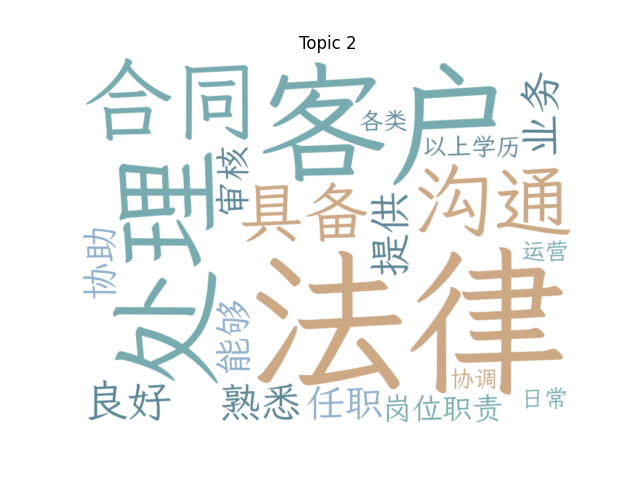 Topic 2
合同
客户
各类
业务
以上学历
处理
审核
具备
提供
沟通
协助
运营
能够
法律
协调
良好
熟悉
任职
岗位职责
日常